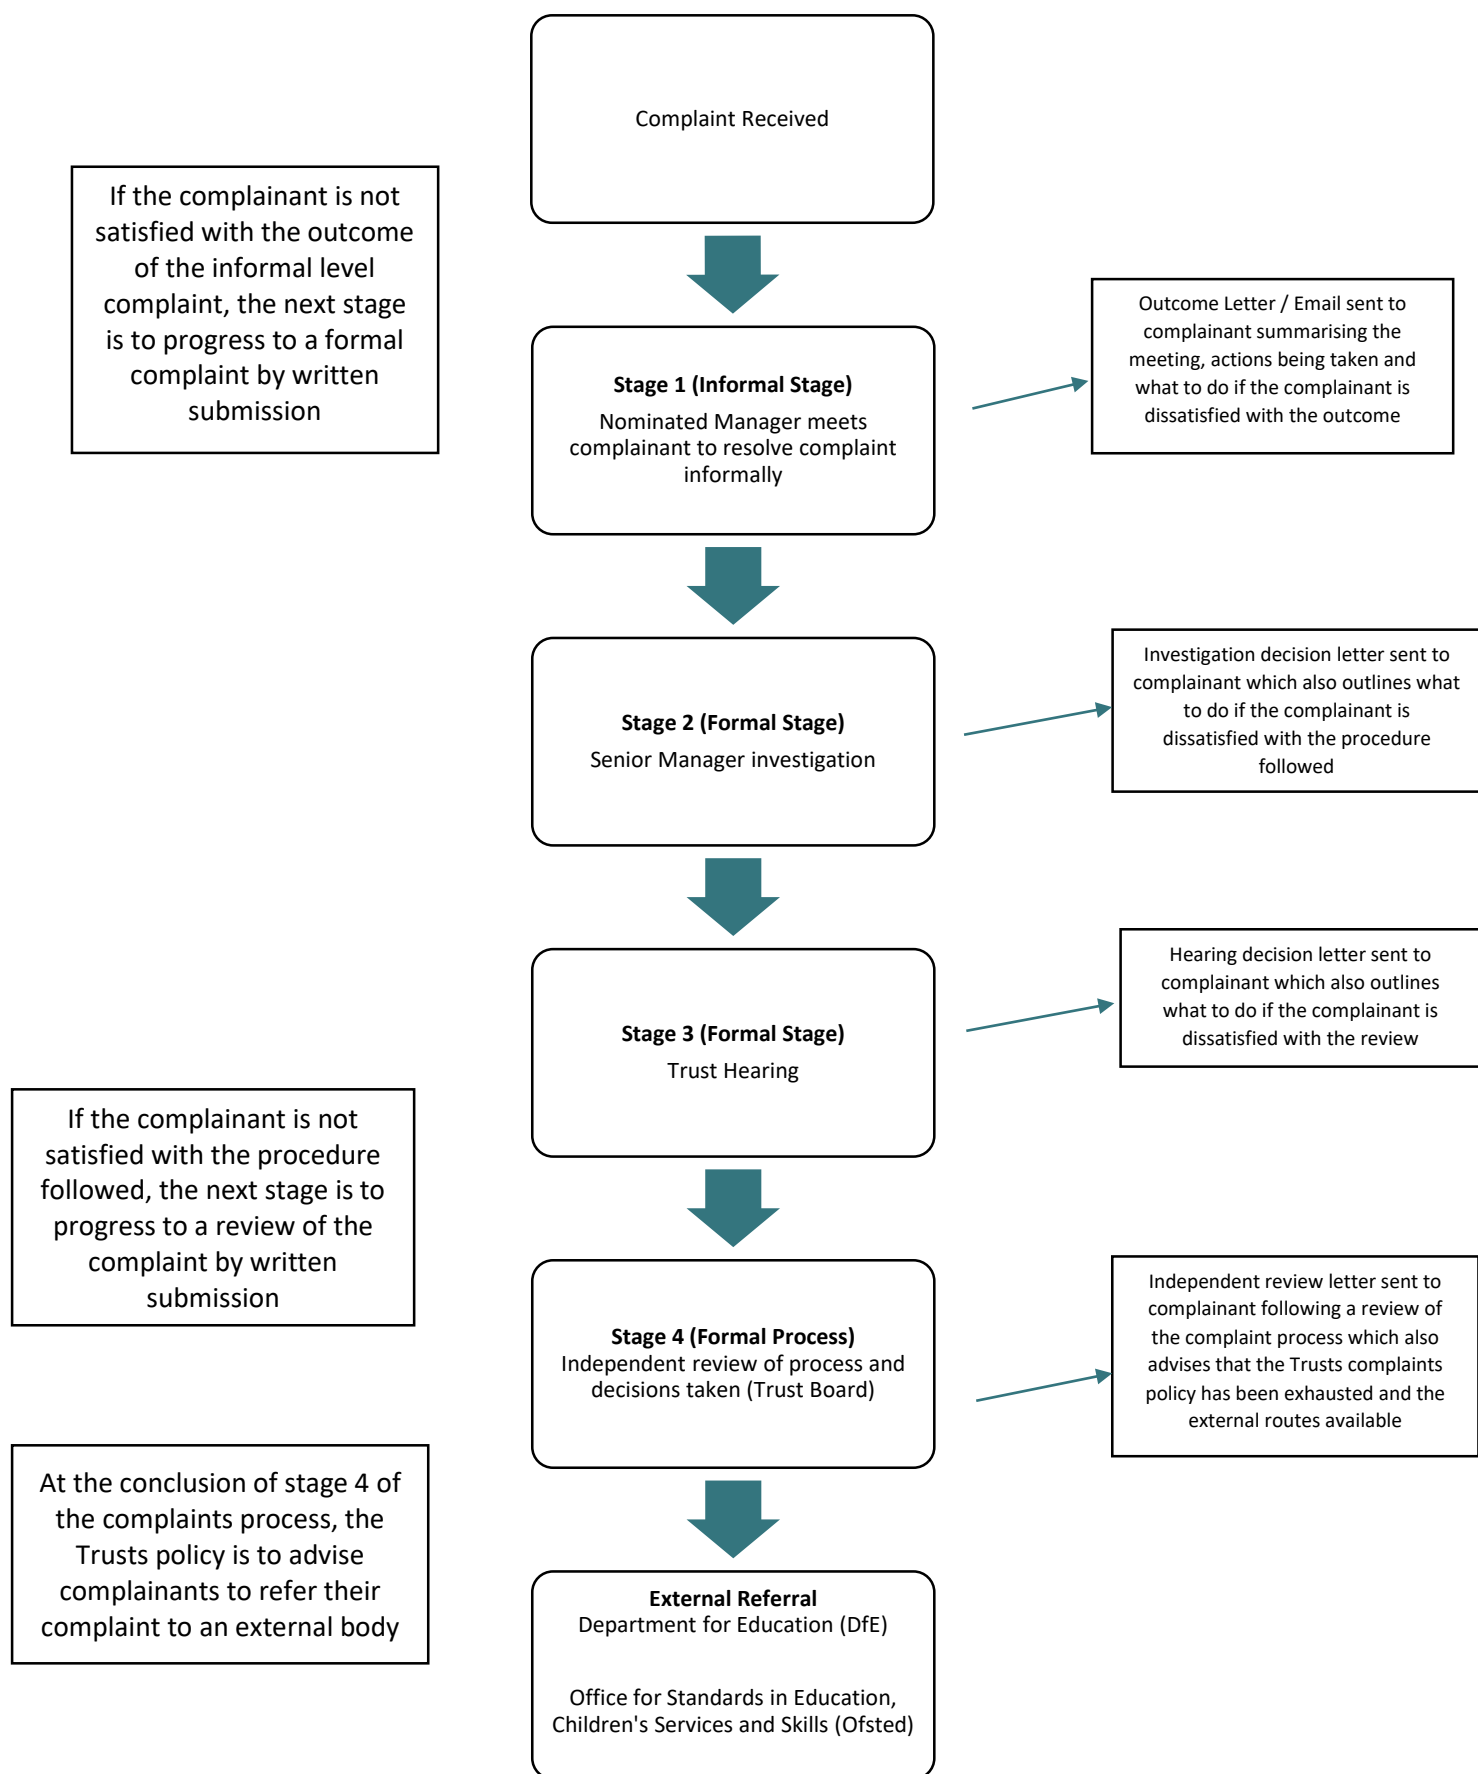 Complaint Received
If the complainant is not
satisfied with the outcome
of the informal level
complaint, the next stage
is to progress to a formal
complaint by written
submission
Stage 1 (Informal Stage)
Nominated Manager meets
complainant to resolve complaint
informally
Outcome Letter / Email sent to
complainant summarising the
meeting, actions being taken and
what to do if the complainant is
dissatisfied with the outcome
Stage 2 (Formal Stage)
Senior Manager investigation
Investigation decision letter sent to
complainant which also outlines what
to do if the complainant is
dissatisfied with the procedure
followed
Stage 3 (Formal Stage)
Trust Hearing
Hearing decision letter sent to
complainant which also outlines
what to do if the complainant is
dissatisfied with the review
If the complainant is not
satisfied with the procedure
followed, the next stage is to
progress to a review of the
complaint by written
submission
Stage 4 (Formal Process)
Independent review of process and
decisions taken (Trust Board)
Independent review letter sent to
complainant following a review of
the complaint process which also
advises that the Trusts complaints
policy has been exhausted and the
external routes available
At the conclusion of stage 4 of
the complaints process, the
Trusts policy is to advise
complainants to refer their
complaint to an external body
External Referral
Department for Education (DfE)
Office for Standards in Education,
Children's Services and Skills (Ofsted)